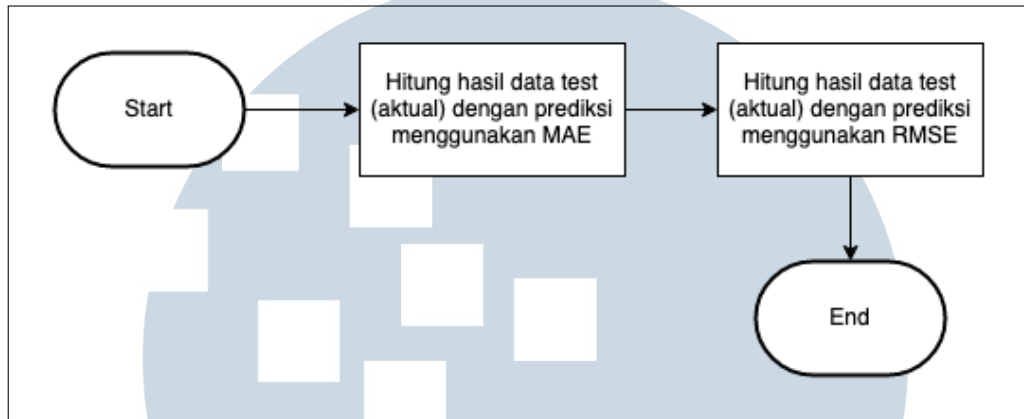 Start
Hitung hasil data test
(aktual) dengan prediksi
menggunakan MAE
Hitung hasil data test
(aktual) dengan prediksi
menggunakan RMSE
End